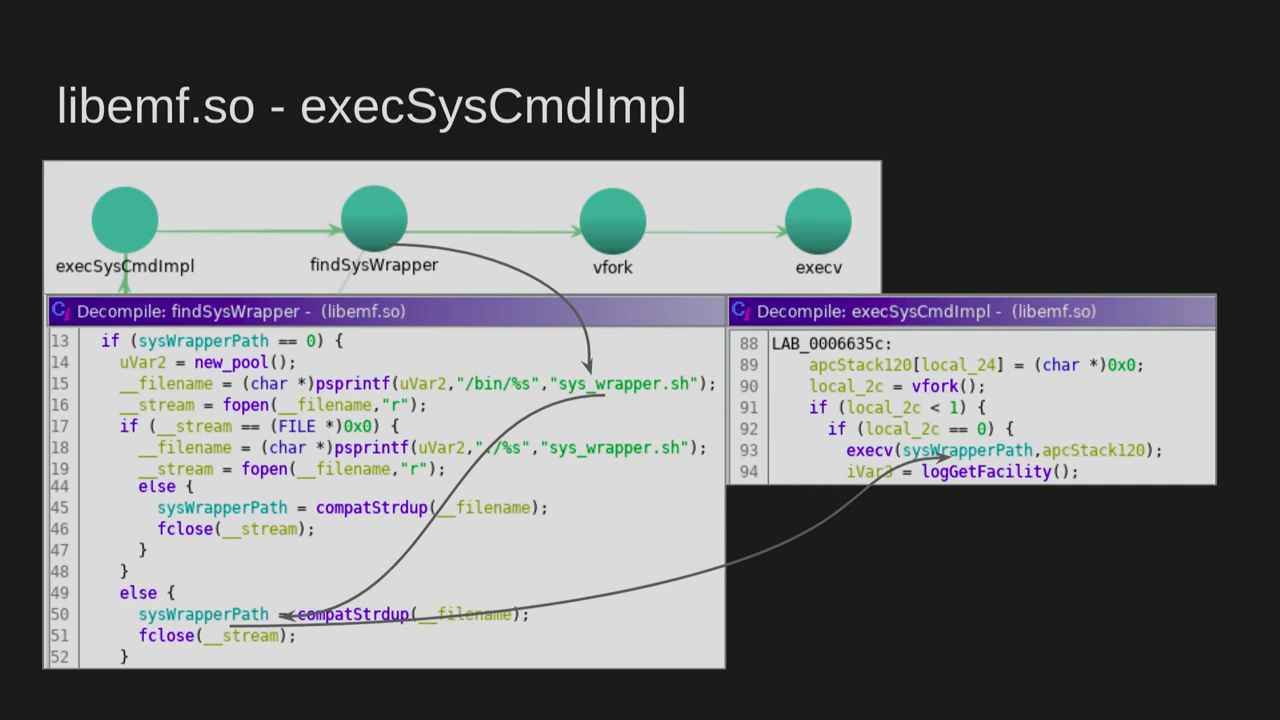 libemf.so - execSysCmdImpl
execSysCmdImpl
findSysWrapper
vfork
execv
Decompile: findSysWrapper - (libemf.so)
13 if (sysWrapperPath == 0) {
14 uVar2 = new_pool();
15 __filename = (char *)psprintf(uVar2,"/bin/%s","sys_wrapper.sh");
16 __stream = fopen(__filename,"r");
17 if (__stream == (FILE *)0x0) {
18 __filename = (char *)psprintf(uVar2,"./%s","sys_wrapper.sh");
19 __stream = fopen(__filename,"r");
44 else {
45 sysWrapperPath = compatStrdup(__filename);
46 fclose(__stream);
47 }
48 }
49 else {
50 sysWrapperPath = compatStrdup(__filename);
51 fclose(__stream);
52 }
Decompile: execSysCmdImpl - (libemf.so)
88 LAB_0006635c:
89 apcStack120[local_24] = (char *)0x0;
90 local_2c = vfork();
91 if (local_2c < 1) {
92 if (local_2c == 0) {
93 execv(sysWrapperPath,apcStack120);
94 iVar3 = logGetFacility();